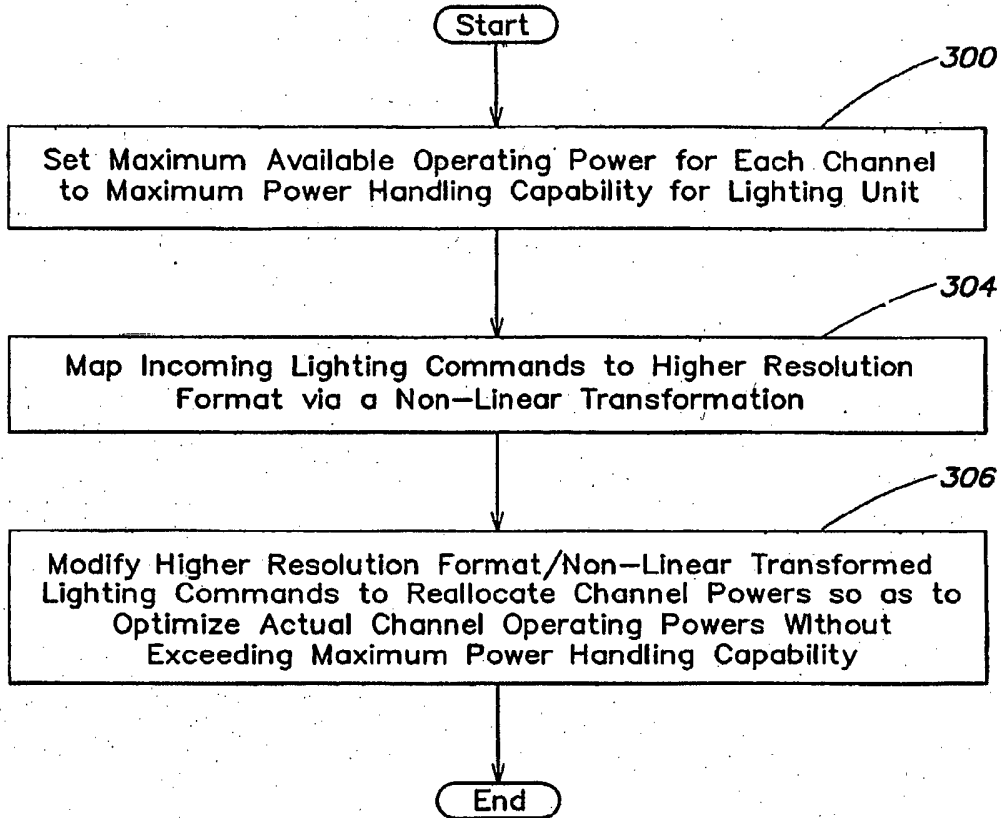 Start
300
Set Maximum Available Operating Power for Each Channel
to Maximum Power Handling Capability for Lighting Unit
304
Map Incoming Lighting Commands to Higher Resolution
Format via a Non-Linear Transformation
306
Modify Higher Resolution Format/Non-Linear Transformed
Lighting Commands to Reallocate Channel Powers so as to
Optimize Actual Channel Operating Powers Without
Exceeding Maximum Power Handling Capability
End